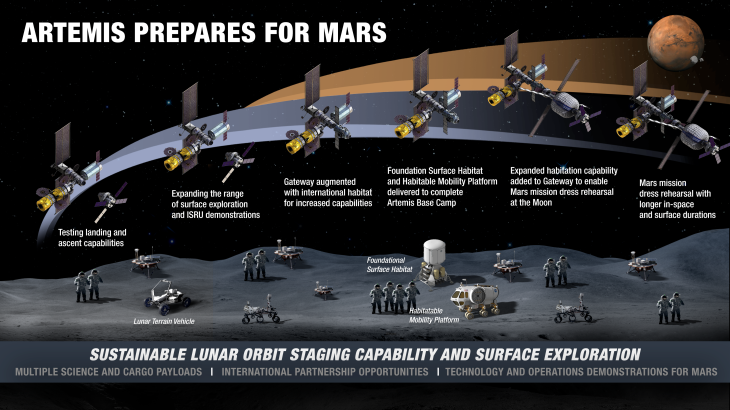 ARTEMIS PREPARES FOR MARS
Testing landing and
ascent capabilities
Expanding the range
of surface exploration
and ISRU demonstrations
Gateway augmented
with international habitat
for increased capabilities
Foundation Surface Habitat
and Habitable Mobility Platform
delivered to complete
Artemis Base Camp
Expanded habitation capability
added to Gateway to enable
Mars mission dress rehearsal
at the Moon
Mars mission
dress rehearsal with
longer in-space
and surface durations
Foundational
Surface Habitat
Lunar Terrain Vehicle
Habitatable
Mobility Platform
SUSTAINABLE LUNAR ORBIT STAGING CAPABILITY AND SURFACE EXPLORATION
MULTIPLE SCIENCE AND CARGO PAYLOADS | INTERNATIONAL PARTNERSHIP OPPORTUNITIES | TECHNOLOGY AND OPERATIONS DEMONSTRATIONS FOR MARS